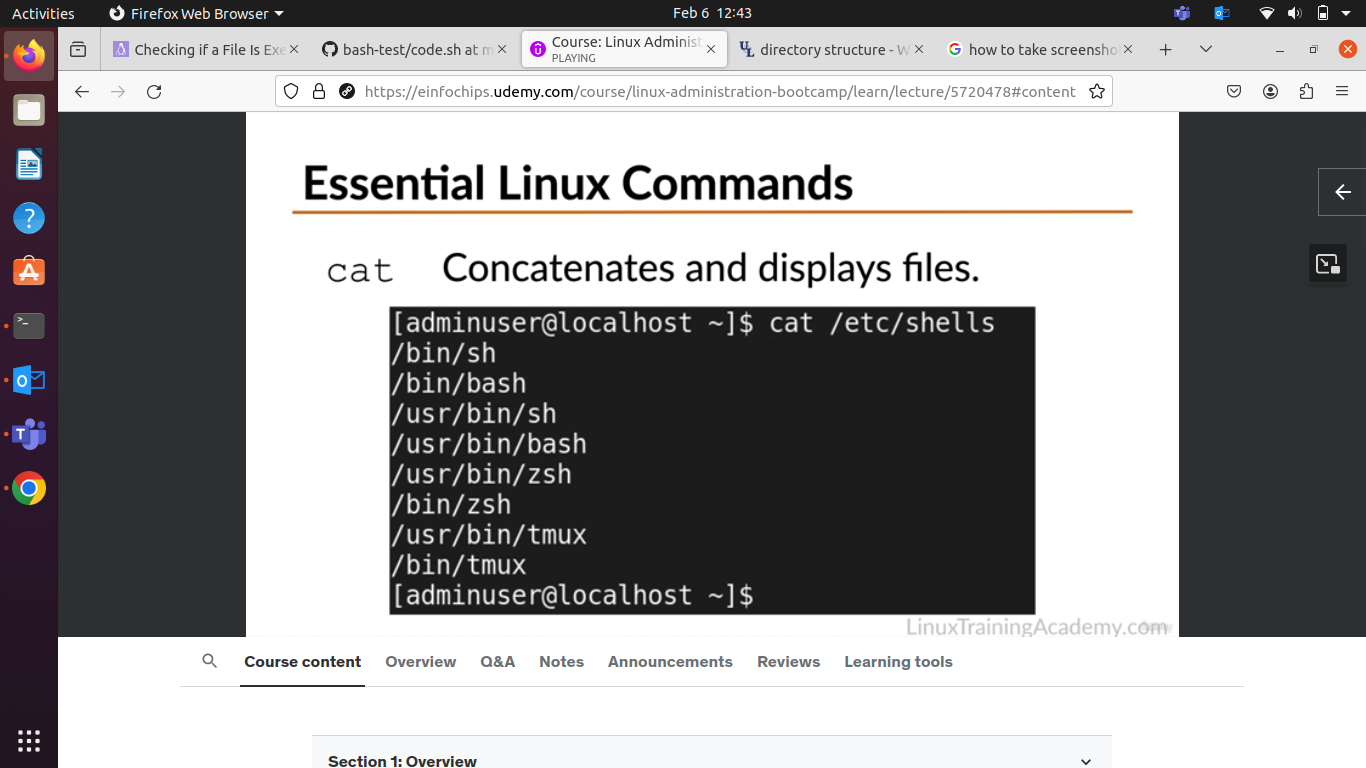 Activities
Firefox Web Browser
Feb 6 12:43
Checking if a File Is Exe
bash-test/code.sh at m
Course: Linux Administ
PLAYING
directory structure - W
how to take screensho
https://einfochips.udemy.com/course/linux-administration-bootcamp/learn/lecture/5720478#content
Essential Linux Commands
cat Concatenates and displays files.
[adminuser@localhost ~]$ cat /etc/shells
/bin/sh
/bin/bash
/usr/bin/sh
/usr/bin/bash
/usr/bin/zsh
/bin/zsh
/usr/bin/tmux
/bin/tmux
[adminuser@localhost ~]$
LinuxTrainingAcademy.com
Course content
Overview
Q&A
Notes
Announcements
Reviews
Learning tools
Section 1: Overview